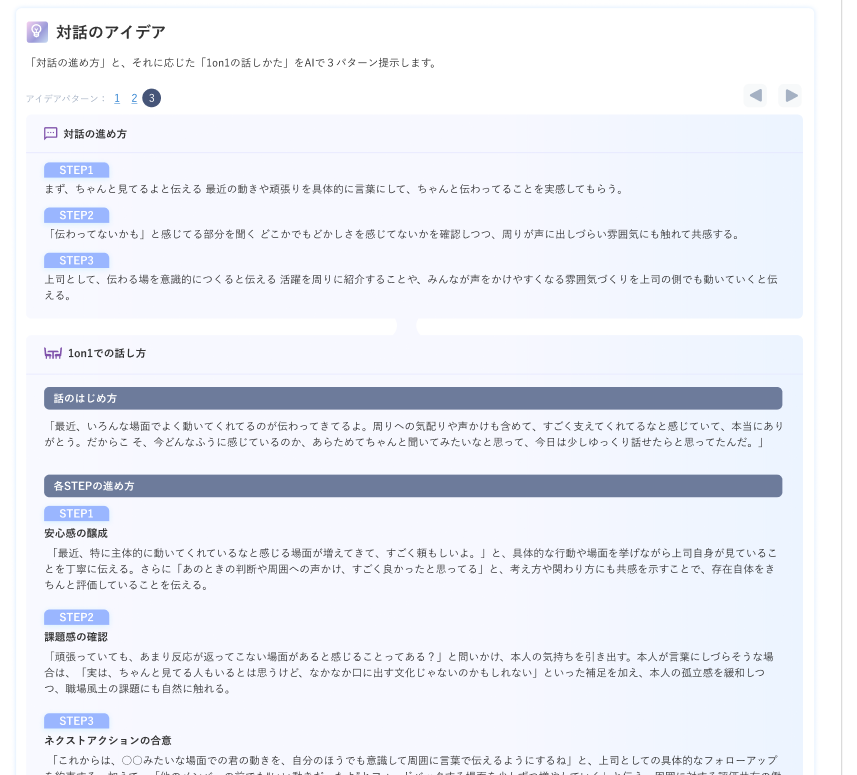 対話のアイデア
「対話の進め方」と、それに応じた「1on1の話しかた」をAIで３パターン提示します。
アイデアパターン： 1 2 3
対話の進め方
STEP1
まず、ちゃんと見てるよと伝える 最近の動きや頑張りを具体的に言葉にして、ちゃんと伝わってることを実感してもらう。
STEP2
「伝わってないかも」と感じてる部分を聞く どこかでもどかしさを感じてないかを確認しつつ、周りが声に出しづらい雰囲気にも触れて共感する。
STEP3
上司として、伝わる場を意識的につくると伝える 活躍を周りに紹介することや、みんなが声をかけやすくなる雰囲気づくりを上司の側でも動いていくと伝
える。
1on1での話し方
話のはじめ方
「最近、いろんな場面でよく動いてくれてるのが伝わってきてるよ。周りへの気配りや声かけも含めて、すごく支えてくれてるなと感じていて、本当にあり
がとう。だからこ そ、今どんなふうに感じているのか、あらためてちゃんと聞いてみたいなと思って、今日は少しゆっくり話せたらと思ってたんだ。」
各STEPの進め方
STEP1
安心感の醸成
「最近、特に主体的に動いてくれているなと感じる場面が増えてきて、すごく頼もしいよ。」と、具体的な行動や場面を挙げながら上司自身が見ているこ
とを丁寧に伝える。さらに「あのときの判断や周囲への声かけ、すごく良かったと思ってる」と、考え方や関わり方にも共感を示すことで、存在自体をき
ちんと評価していることを伝える。
STEP2
課題感の確認
「頑張っていても、あまり反応が返ってこない場面があると感じることってある？」と問いかけ、本人の気持ちを引き出す。本人が言葉にしづらそうな場
合は、「実は、ちゃんと見てる人もいるとは思うけど、なかなか口に出す文化じゃないのかもしれない」といった補足を加え、本人の孤立感を緩和しつ
つ、職場風土の課題にも自然に触れる。
STEP3
ネクストアクションの合意
「これからは、○○みたいな場面での君の動きを、自分のほうでも意識して周囲に言葉で伝えるようにするね」と、上司としての具体的なフォローアップ